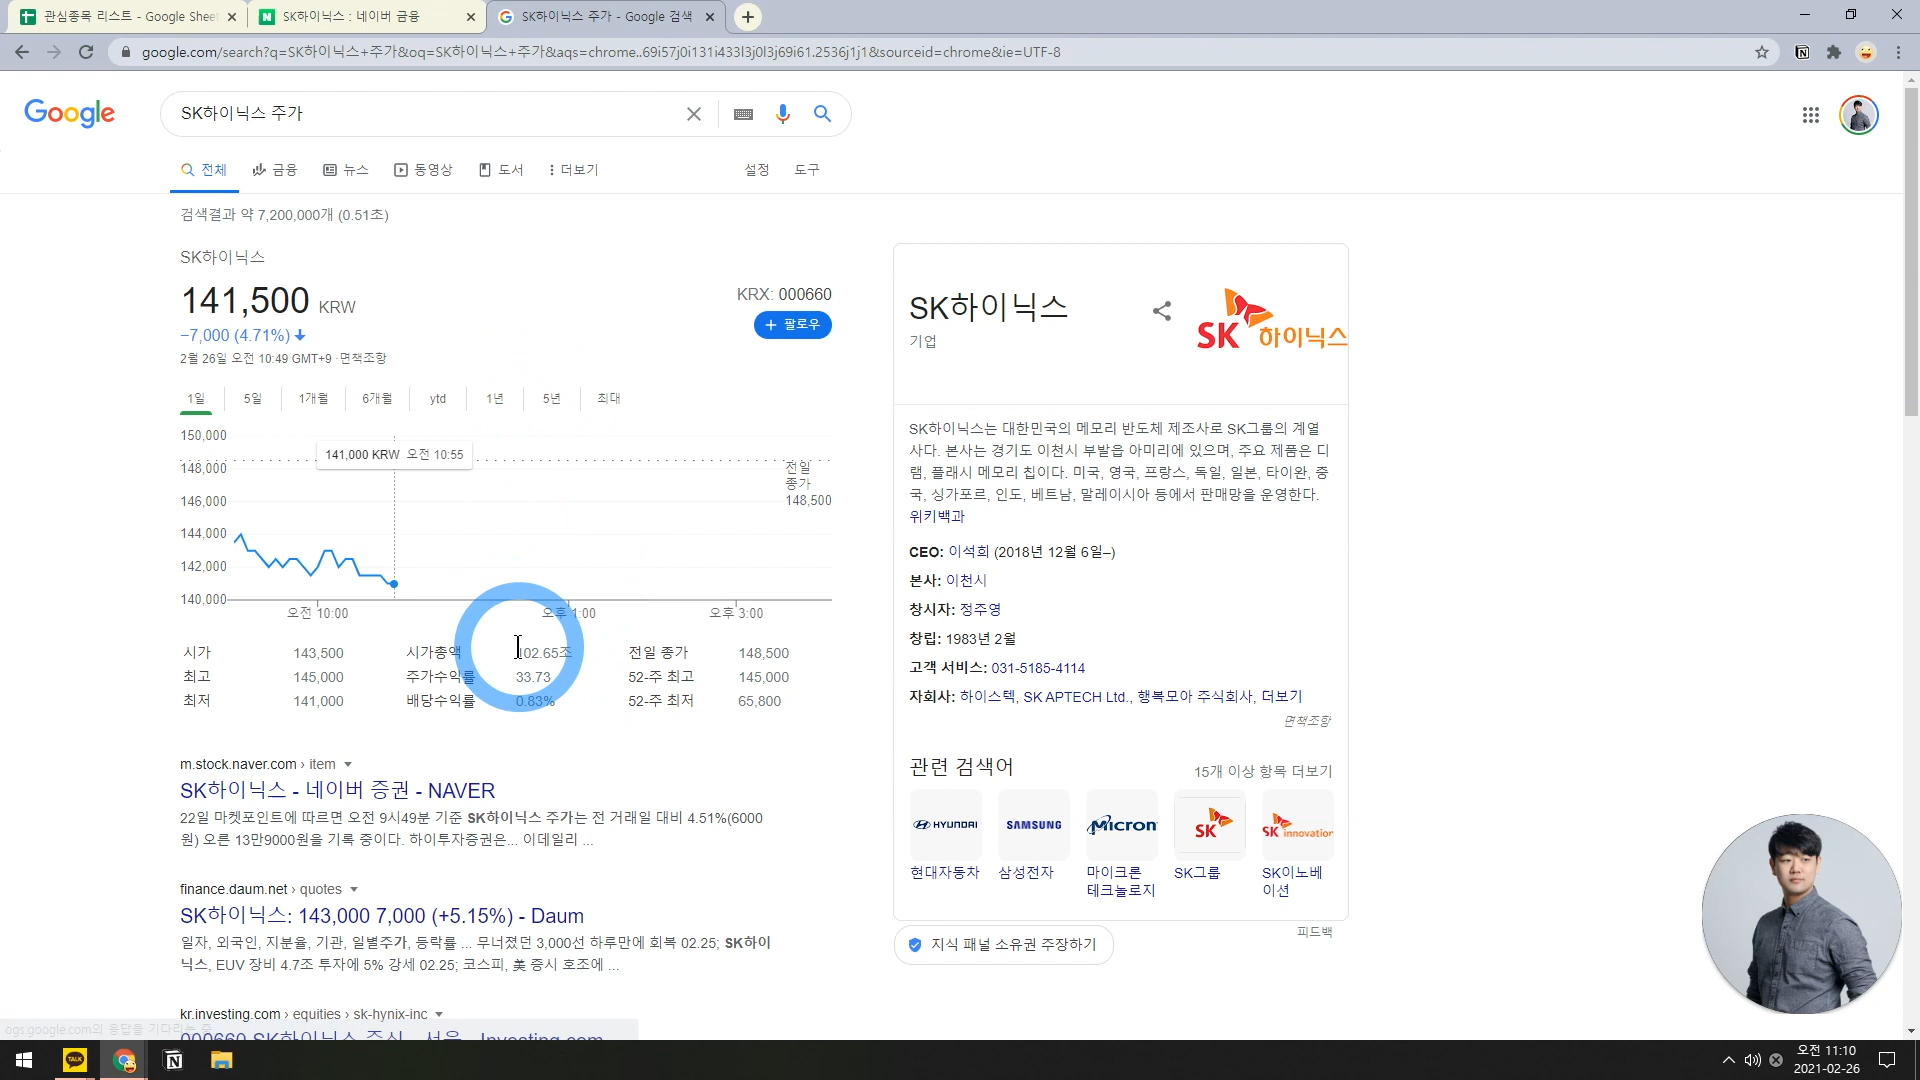 관심종목 리스트 - Google Shee
SK하이닉스 : 네이버 금융
SK하이닉스 주가 - Google 검색
google.com/search?q=SK하이닉스+주가&oq=SK하이닉스+주가&aqs=chrome..69i57j0i131i433l3j0l3j69i61.2536j1j1&sourceid=chrome&ie=UTF-8
Google
SK하이닉스 주가
전체 금융 뉴스 동영상 도서 더보기 설정 도구
검색결과 약 7,200,000개 (0.51초)
SK하이닉스
141,500 KRW
KRX: 000660
−7,000 (4.71%)
+ 팔로우
2월 26일 오전 10:49 GMT+9 · 면책조항
1일 5일 1개월 6개월 ytd 1년 5년 최대
150,000
141,000 KRW 오전 10:55
148,000
전일
종가
148,500
146,000
144,000
142,000
140,000
오전 10:00 오후 1:00 오후 3:00
시가 143,500 시가총액 102.65조 전일 종가 148,500
최고 145,000 주가수익률 33.73 52-주 최고 145,000
최저 141,000 배당수익률 0.83% 52-주 최저 65,800
m.stock.naver.com › item
SK하이닉스 - 네이버 증권 - NAVER
22일 마켓포인트에 따르면 오전 9시49분 기준 SK하이닉스 주가는 전 거래일 대비 4.51%(6000
원) 오른 13만9000원을 기록 중이다. 하이투자증권은... 이데일리 ...
finance.daum.net › quotes
SK하이닉스: 143,000 7,000 (+5.15%) - Daum
일자, 외국인, 지분율, 기관, 일별주가, 등락률 ... 무너졌던 3,000선 하루만에 회복 02.25; SK하이
닉스, EUV 장비 4.7조 투자에 5% 강세 02.25; 코스피, 美 증시 호조에 ...
kr.investing.com › equities › sk-hynix-inc
000660 SK하이닉스 주식 - 서울 - Investing.com
ogs.google.com의 응답을 기다리는 중
SK하이닉스
기업
SK 하이닉스
SK하이닉스는 대한민국의 메모리 반도체 제조사로 SK그룹의 계열
사다. 본사는 경기도 이천시 부발읍 아미리에 있으며, 주요 제품은 디
램, 플래시 메모리 칩이다. 미국, 영국, 프랑스, 독일, 일본, 타이완, 중
국, 싱가포르, 인도, 베트남, 말레이시아 등에서 판매망을 운영한다.
위키백과
CEO: 이석희 (2018년 12월 6일–)
본사: 이천시
창시자: 정주영
창립: 1983년 2월
고객 서비스: 031-5185-4114
자회사: 하이스텍, SK APTECH Ltd., 행복모아 주식회사, 더보기
면책조항
관련 검색어
15개 이상 항목 더보기
HYUNDAI SAMSUNG Micron SK SK innovation
현대자동차 삼성전자 마이크론 테크놀로지 SK그룹 SK이노베이션
피드백
지식 패널 소유권 주장하기
TALK
오전 11:10
2021-02-26